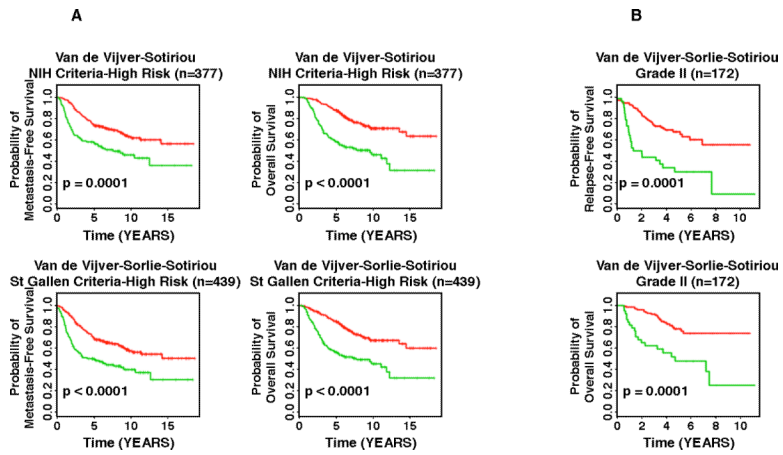 A
B
Van de Vijver-Sotiriou
NIH Criteria-High Risk (n=377)
Probability of
Metastasis-Free Survival
0.0 0.2 0.4 0.6 0.8 1.0
p = 0.0001
0 5 10 15
Time (YEARS)
Van de Vijver-Sotiriou
NIH Criteria-High Risk (n=377)
Probability of
Overall Survival
0.0 0.2 0.4 0.6 0.8 1.0
p < 0.0001
0 5 10 15
Time (YEARS)
Van de Vijver-Sorlie-Sotiriou
Grade II (n=172)
Probability of
Relapse-Free Survival
0.0 0.2 0.4 0.6 0.8 1.0
p = 0.0001
0 2 4 6 8 10
Time (YEARS)
Van de Vijver-Sorlie-Sotiriou
St Gallen Criteria-High Risk (n=439)
Probability of
Metastasis-Free Survival
0.0 0.2 0.4 0.6 0.8 1.0
p < 0.0001
0 5 10 15
Time (YEARS)
Van de Vijver-Sorlie-Sotiriou
St Gallen Criteria-High Risk (n=439)
Probability of
Overall Survival
0.0 0.2 0.4 0.6 0.8 1.0
p < 0.0001
0 5 10 15
Time (YEARS)
Van de Vijver-Sorlie-Sotiriou
Grade II (n=172)
Probability of
Overall Survival
0.0 0.2 0.4 0.6 0.8 1.0
p = 0.0001
0 2 4 6 8 10
Time (YEARS)